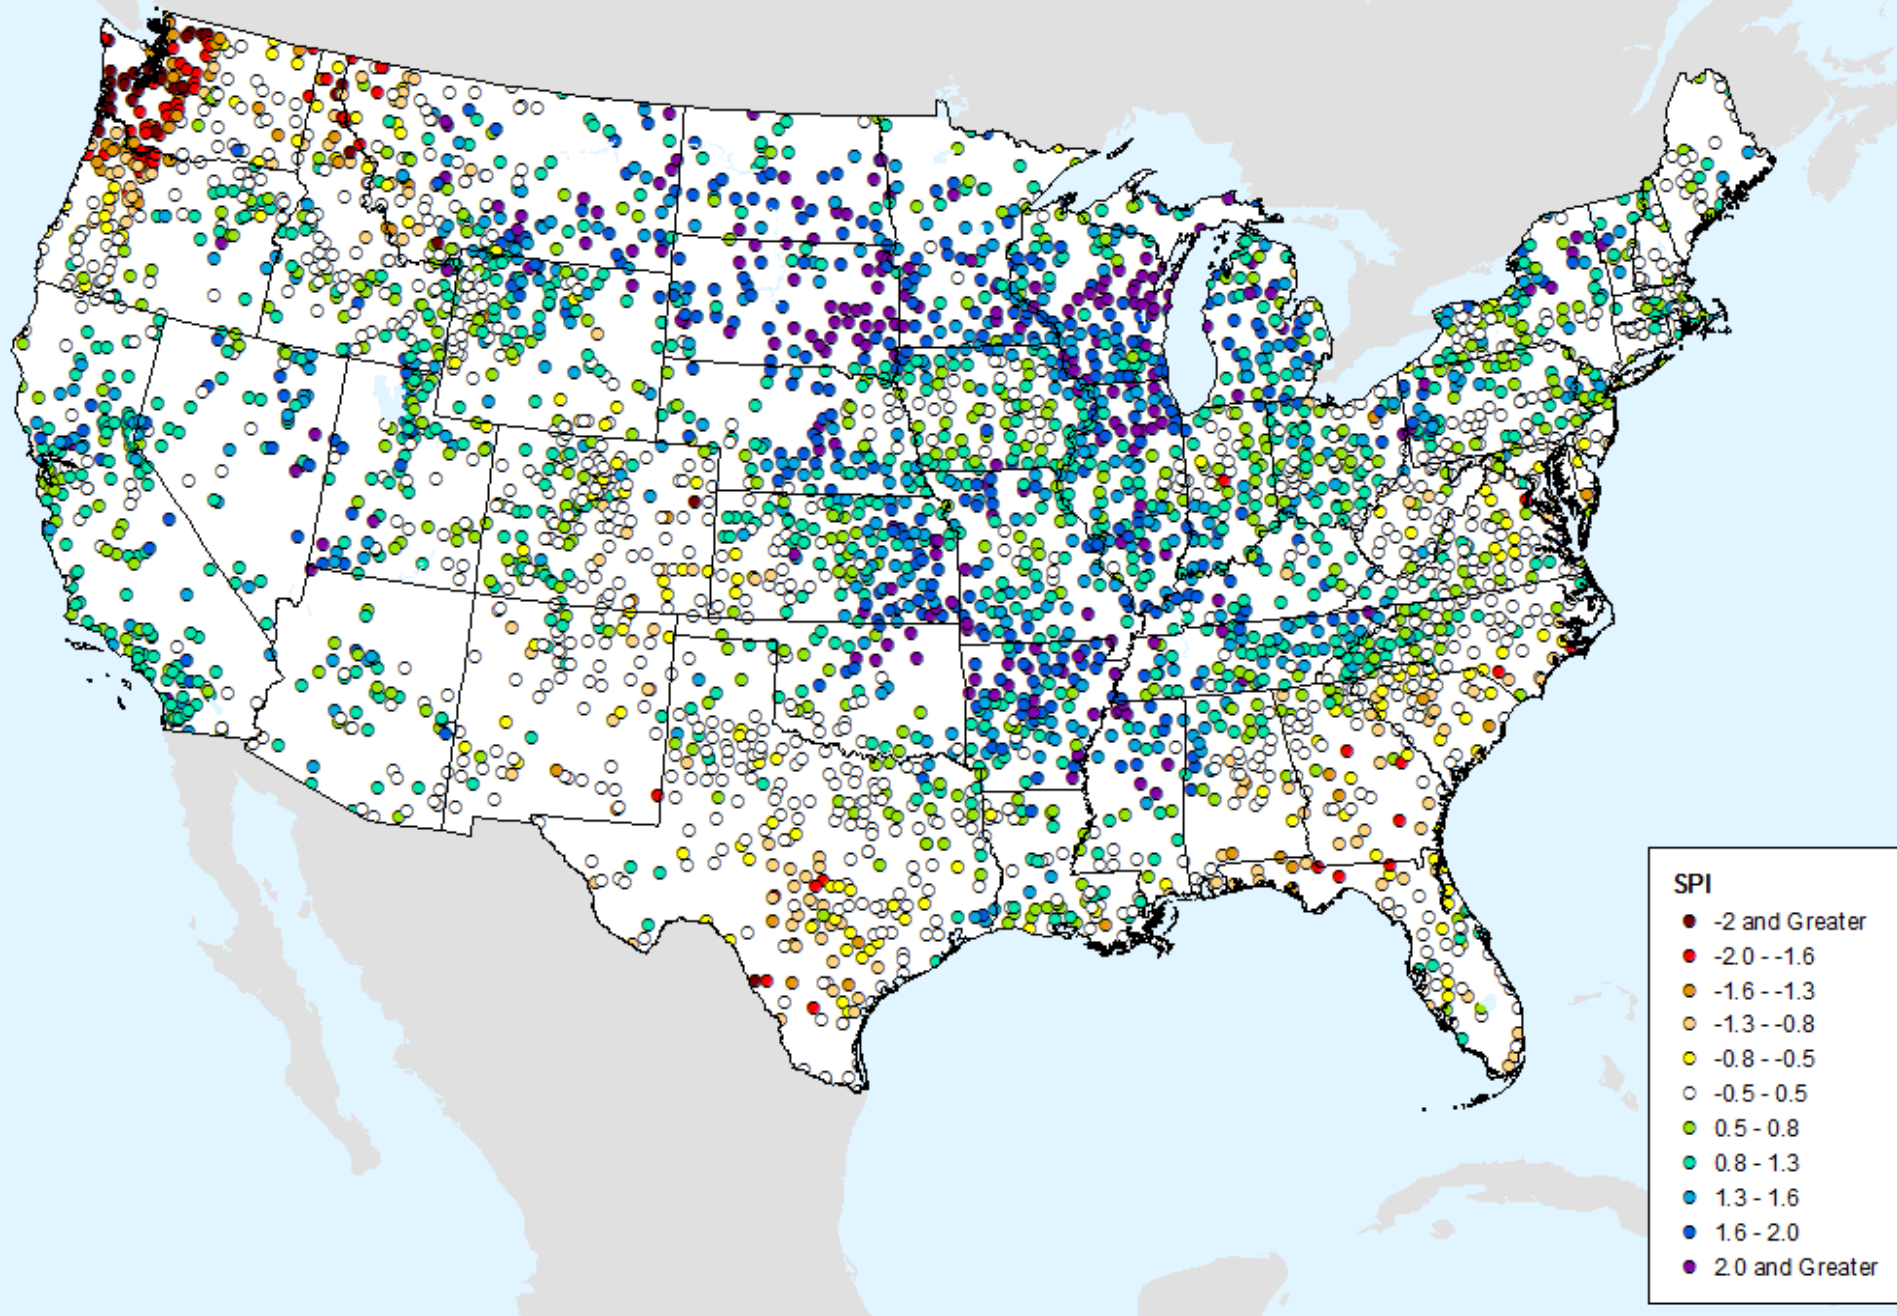 SPI
-2 and Greater
-2.0 - -1.6
-1.6 - -1.3
-1.3 - -0.8
-0.8 - -0.5
-0.5 - 0.5
0.5 - 0.8
0.8 - 1.3
1.3 - 1.6
1.6 - 2.0
2.0 and Greater